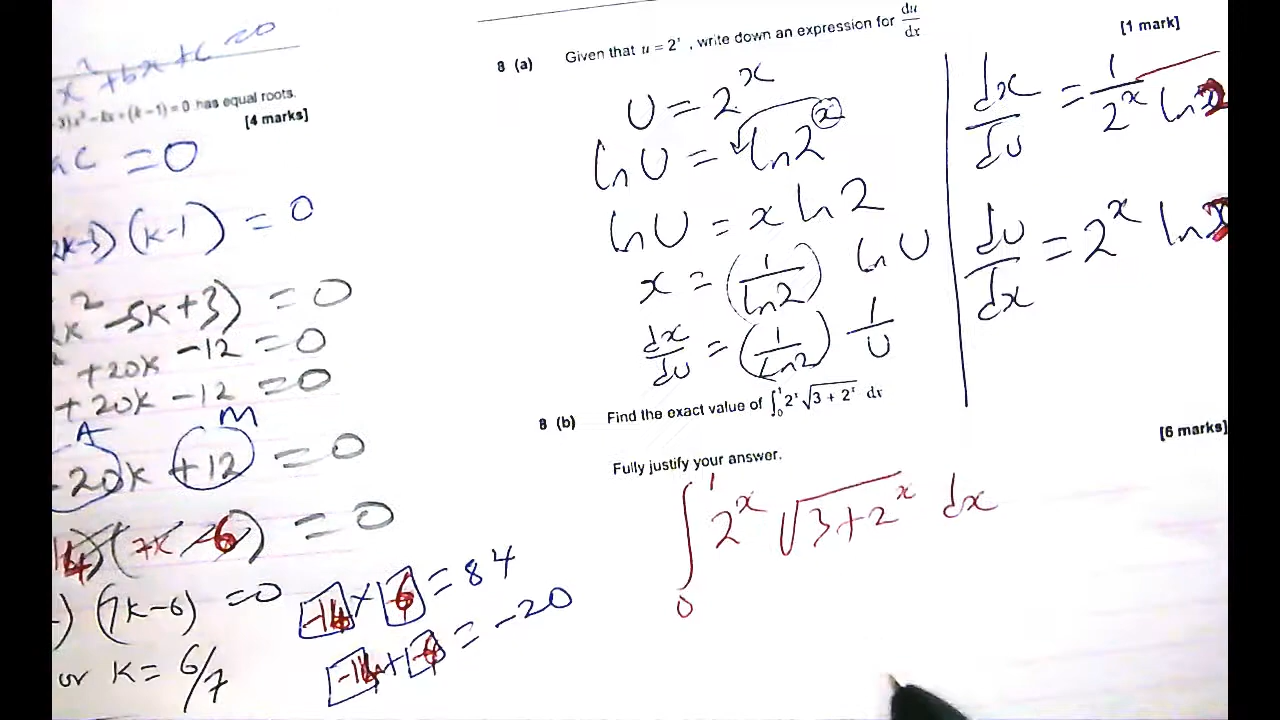 x² + bx + c = 0
-3)x² - kx + (k - 1) = 0 has equal roots.
[4 marks]
ac = 0
2k-3) (k-1) = 0
k² - 5k + 3) = 0
+ 20k - 12 = 0
+ 20k - 12 = 0
A M
- 20k + 12 = 0
14)(7k - 6) = 0
) (7k-6) = 0
-14 × -6 = 84
or k = 6/7
-14 + -6 = -20
8 (a) Given that u = 2ˣ , write down an expression for du/dx
[1 mark]
U = 2ˣ
ln U = ln 2ˣ
ln U = x ln 2
x = (1/ln2) ln U
dx/du = (1/ln2) 1/U
dx/du = 1/2ˣ ln 2
du/dx = 2ˣ ln 2
8 (b) Find the exact value of ∫₀¹ 2ˣ √(3 + 2ˣ) dx
[6 marks]
Fully justify your answer.
∫₀¹ 2ˣ √(3+2ˣ) dx